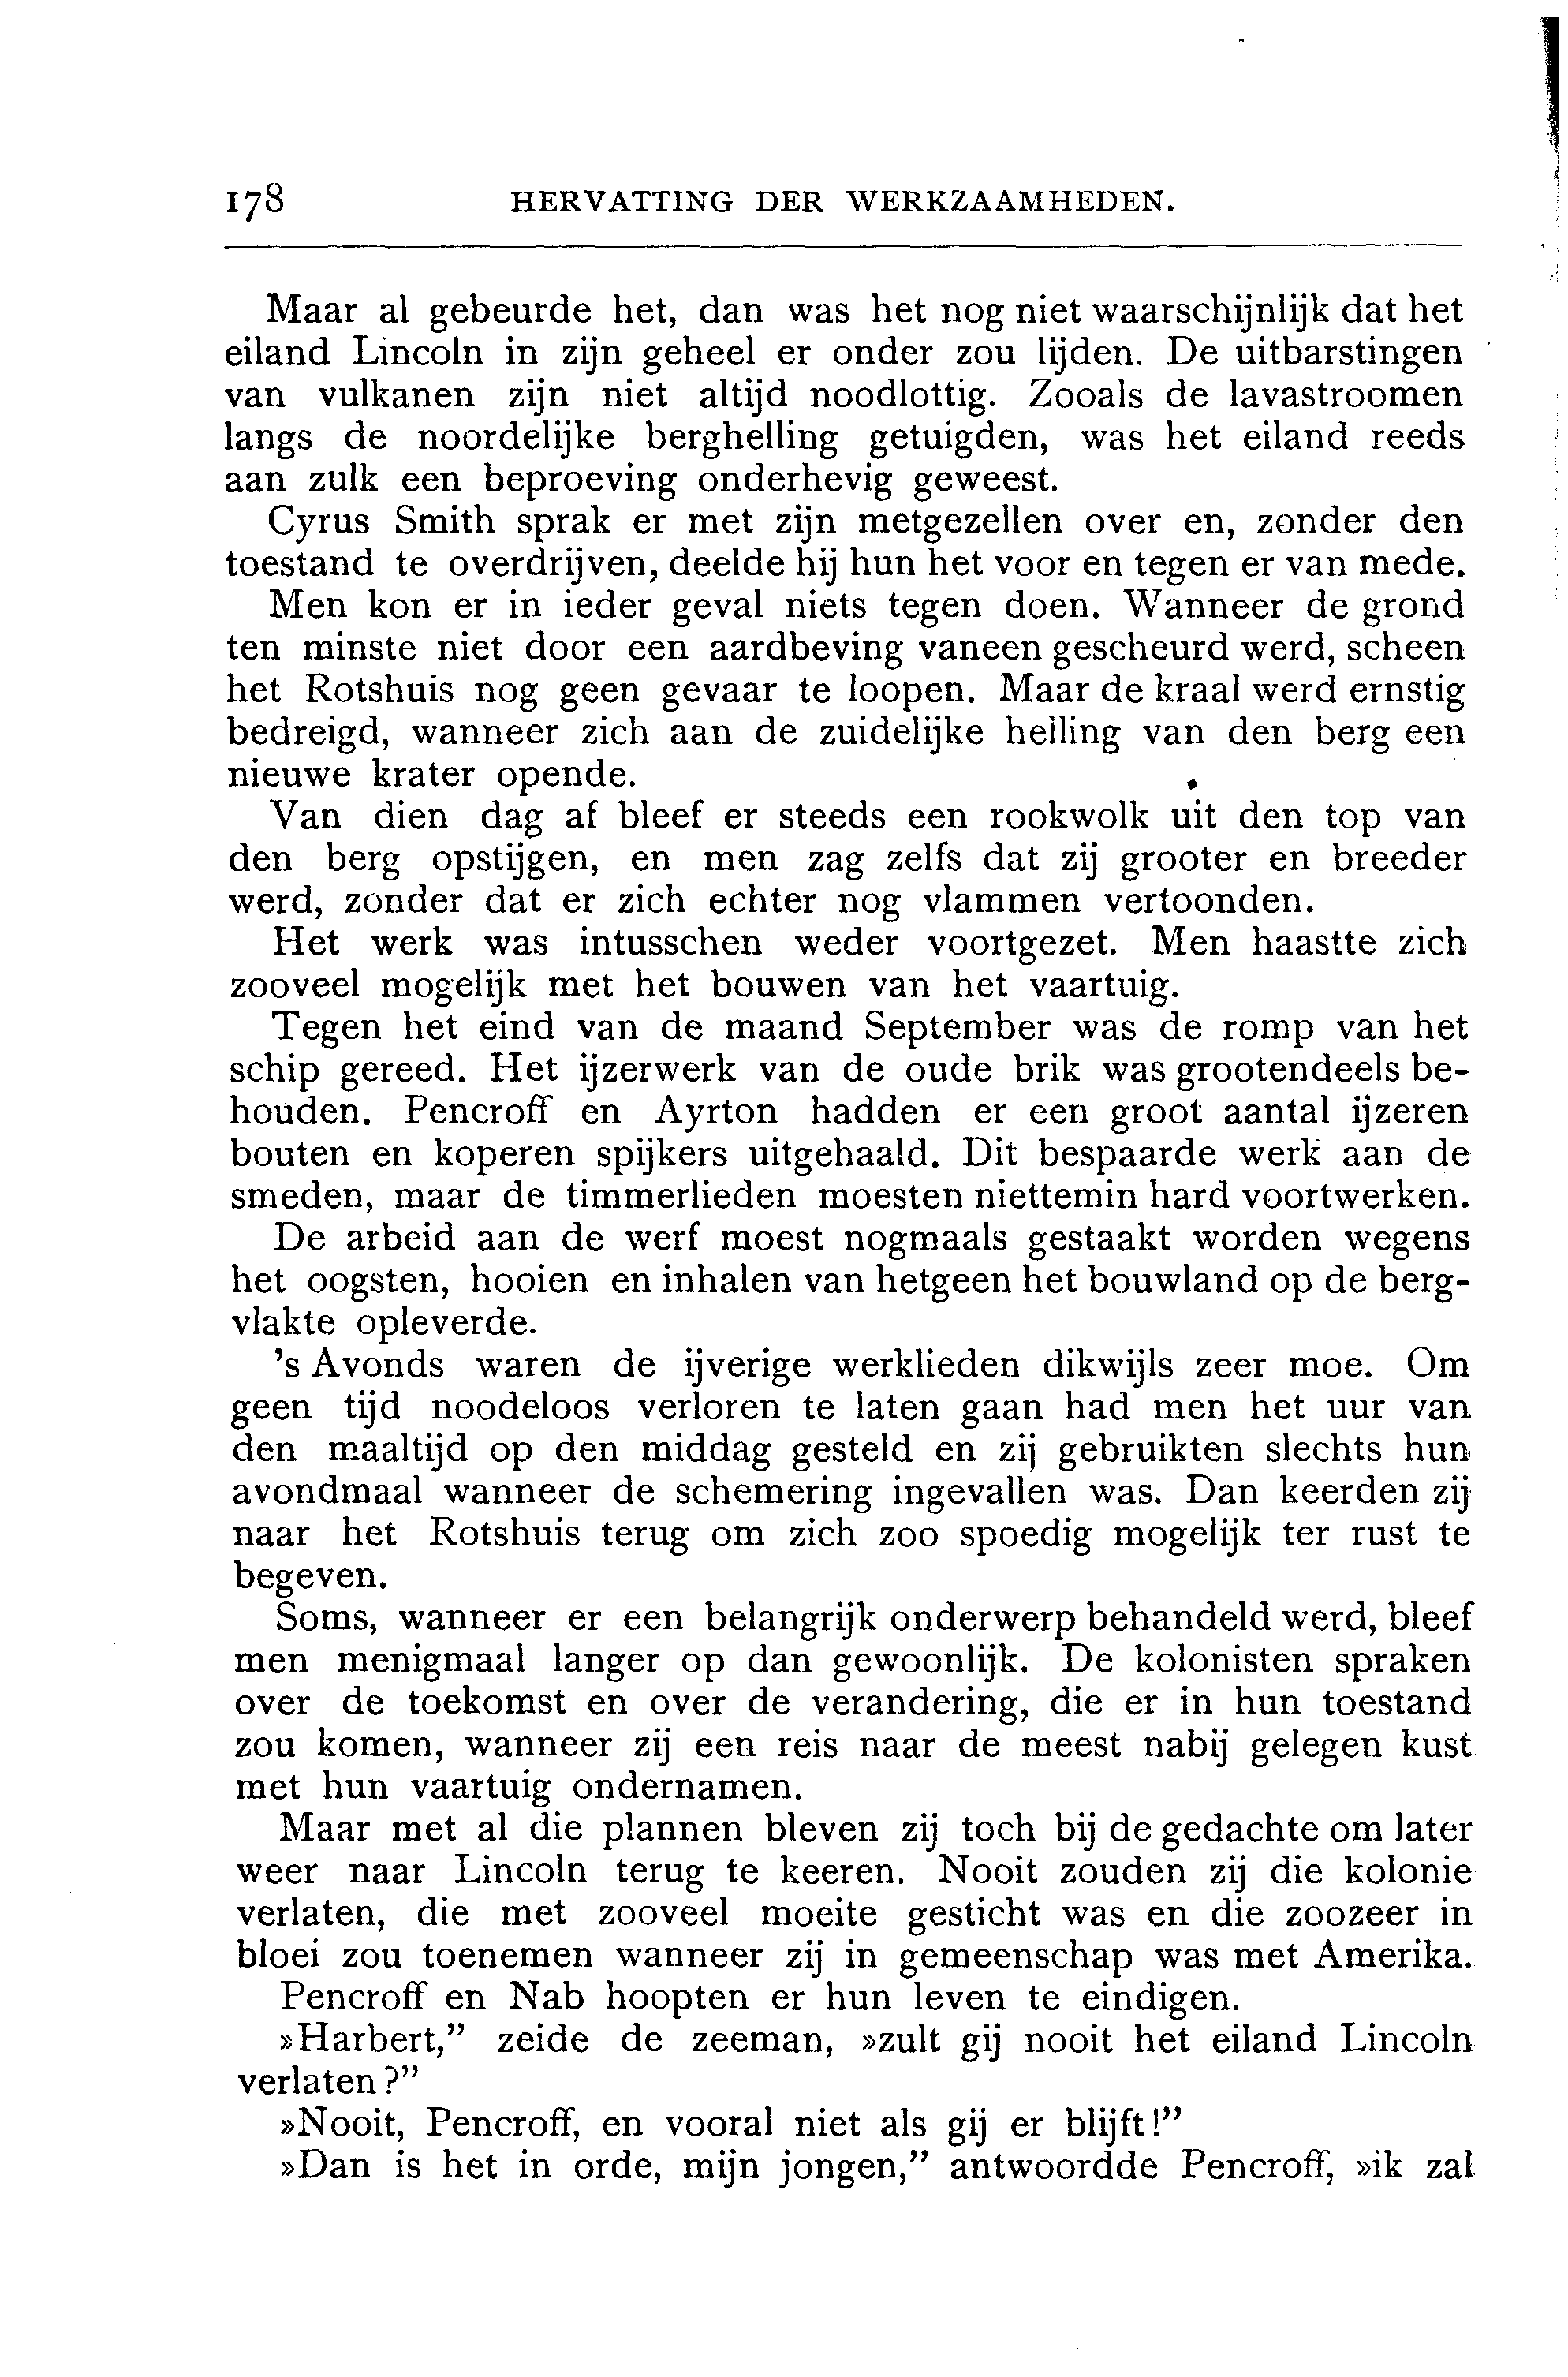 178 HERVATTING DER WERKZAAMHEDEN.
Maar al gebeurde het, dan was het nog niet waarschijnlijk dat het
eiland Lincoln in zijn geheel er onder zou lijden. De uitbarstingen
van vulkanen zijn niet altijd noodlottig. Zooals de lavastroomen
langs de noordelijke berghelling getuigden, was het eiland reeds
aan zulk een beproeving onderhevig geweest.
Cyrus Smith sprak er met zijn metgezellen over en, zonder den
toestand te overdrijven, deelde hij hun het voor en tegen er van mede.
Men kon er in ieder geval niets tegen doen. Wanneer de grond
ten minste niet door een aardbeving vaneen gescheurd werd, scheen
het Rotshuis nog geen gevaar te loopen. Maar de kraal werd ernstig
bedreigd, wanneer zich aan de zuidelijke helling van den berg een
nieuwe krater opende.
Van dien dag af bleef er steeds een rookwolk uit den top van
den berg opstijgen, en men zag zelfs dat zij grooter en breeder
werd, zonder dat er zich echter nog vlammen vertoonden.
Het werk was intusschen weder voortgezet. Men haastte zich
zooveel mogelijk met het bouwen van het vaartuig.
Tegen het eind van de maand September was de romp van het
schip gereed. Het ijzerwerk van de oude brik was grootendeels be-
houden. Pencroff en Ayrton hadden er een groot aantal ijzeren
bouten en koperen spijkers uitgehaald. Dit bespaarde werk aan de
smeden, maar de timmerlieden moesten niettemin hard voortwerken.
De arbeid aan de werf moest nogmaals gestaakt worden wegens
het oogsten, hooien en inhalen van hetgeen het bouwland op de berg-
vlakte opleverde.
's Avonds waren de ijverige werklieden dikwijls zeer moe. Om
geen tijd noodeloos verloren te laten gaan had men het uur van
den maaltijd op den middag gesteld en zij gebruikten slechts hun
avondmaal wanneer de schemering ingevallen was. Dan keerden zij
naar het Rotshuis terug om zich zoo spoedig mogelijk ter rust te
begeven.
Soms, wanneer er een belangrijk onderwerp behandeld werd, bleef
men menigmaal langer op dan gewoonlijk. De kolonisten spraken
over de toekomst en over de verandering, die er in hun toestand
zou komen, wanneer zij een reis naar de meest nabij gelegen kust
met hun vaartuig ondernamen.
Maar met al die plannen bleven zij toch bij de gedachte om later
weer naar Lincoln terug te keeren. Nooit zouden zij die kolonie
verlaten, die met zooveel moeite gesticht was en die zoozeer in
bloei zou toenemen wanneer zij in gemeenschap was met Amerika.
Pencroff en Nab hoopten er hun leven te eindigen.
»Harbert,” zeide de zeeman, »zult gij nooit het eiland Lincoln
verlaten?”
»Nooit, Pencroff, en vooral niet als gij er blijft!”
»Dan is het in orde, mijn jongen,” antwoordde Pencroff, »ik zal